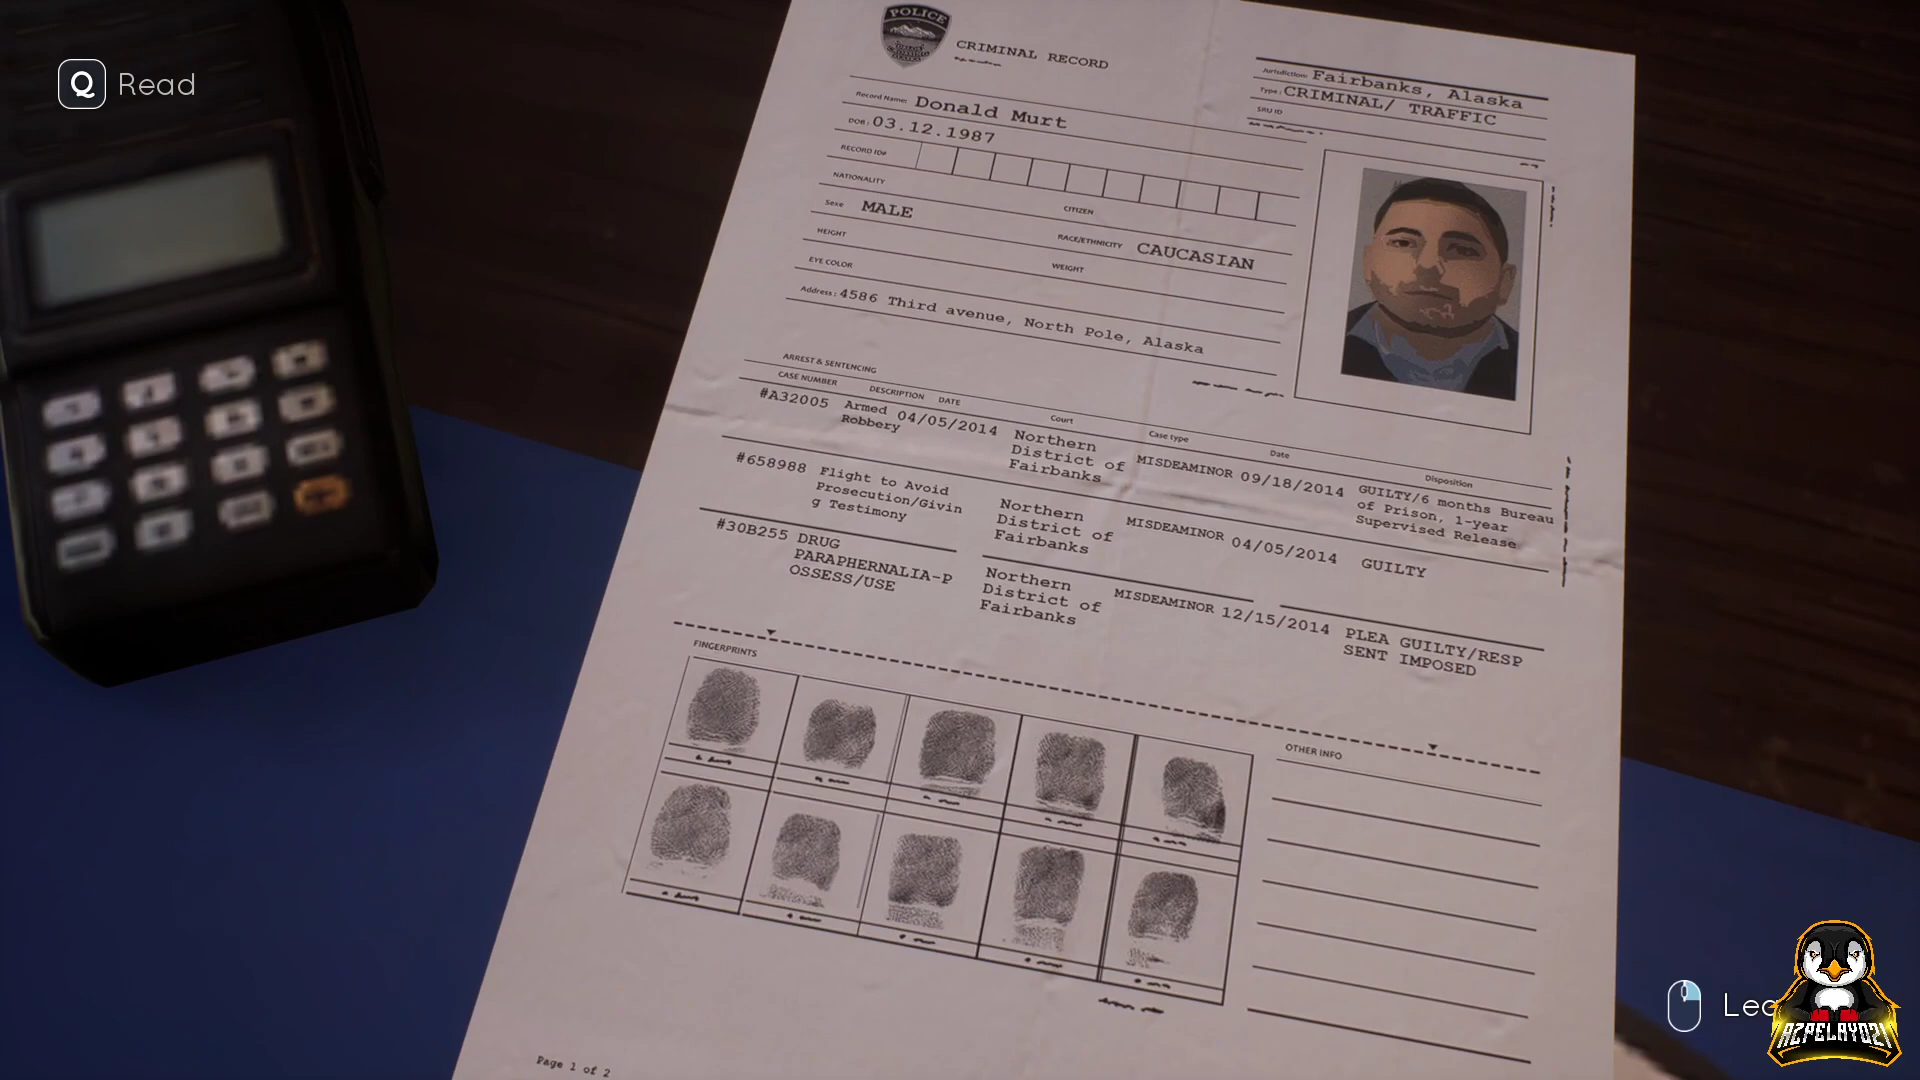 Q Read
POLICE
CRIMINAL RECORD
Jurisdiction: Fairbanks, Alaska
Type: CRIMINAL/ TRAFFIC
SRU ID
Record Name: Donald Murt
DOB: 03.12.1987
RECORD ID#
NATIONALITY
CITIZEN
Sexe MALE
RACE/ETHNICITY CAUCASIAN
HEIGHT
WEIGHT
EYE COLOR
Address: 4586 Third avenue, North Pole, Alaska
ARREST & SENTENCING
CASE NUMBER DESCRIPTION DATE Court Case type Date Disposition
#A32005 Armed 04/05/2014
Robbery
Northern
District of
Fairbanks
MISDEAMINOR 09/18/2014
GUILTY/6 months Bureau
of Prison, 1-year
Supervised Release
#658988 Flight to Avoid
Prosecution/Givin
g Testimony
Northern
District of
Fairbanks
MISDEAMINOR 04/05/2014 GUILTY
#30B255 DRUG
PARAPHERNALIA-P
OSSESS/USE
Northern
District of
Fairbanks
MISDEAMINOR 12/15/2014
PLEA GUILTY/RESP
SENT IMPOSED
FINGERPRINTS
OTHER INFO
Page 1 of 2
AZPELAYO21